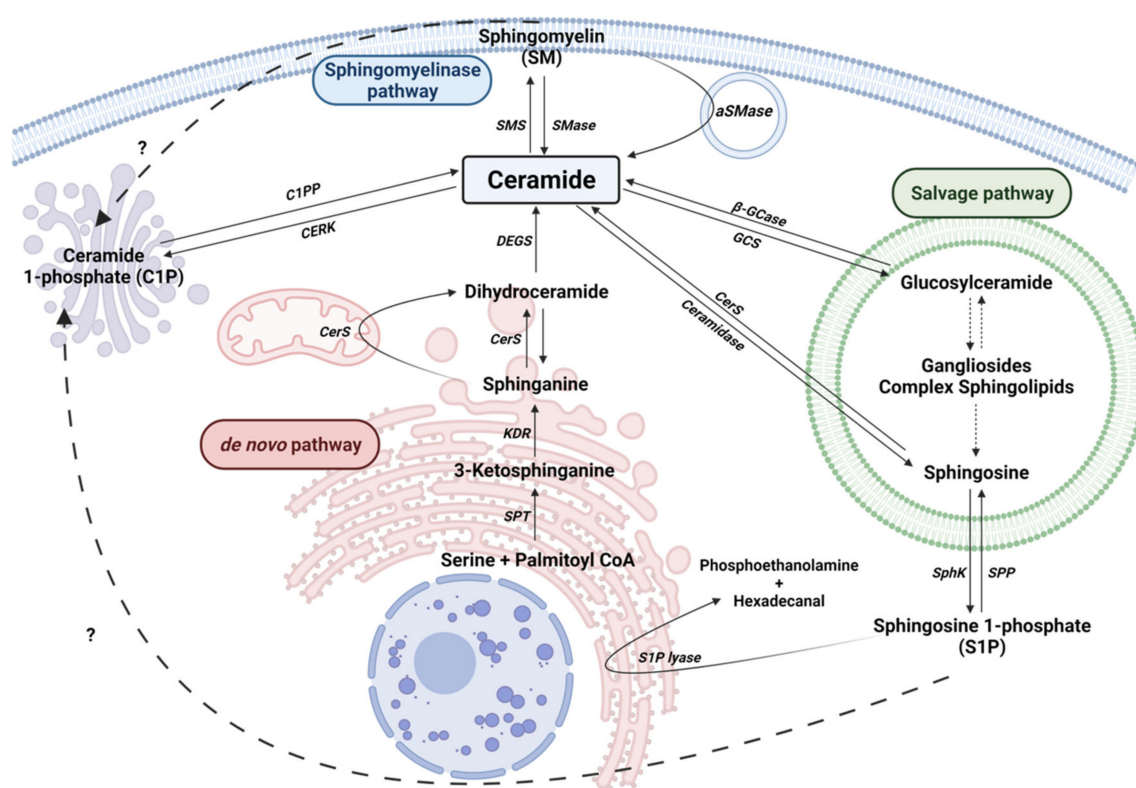 Sphingomyelin
(SM)
Sphingomyelinase
pathway
aSMase
SMS
SMase
?
Ceramide
C1PP
CERK
Salvage pathway
β-GCase
GCS
DEGS
Ceramide
1-phosphate (C1P)
Glucosylceramide
Dihydroceramide
CerS
CerS
CerS
Ceramidase
Gangliosides
Complex Sphingolipids
Sphinganine
de novo pathway
KDR
3-Ketosphinganine
Sphingosine
SPT
Serine + Palmitoyl CoA
Phosphoethanolamine
+
Hexadecanal
SphK
SPP
Sphingosine 1-phosphate
(S1P)
?
S1P lyase